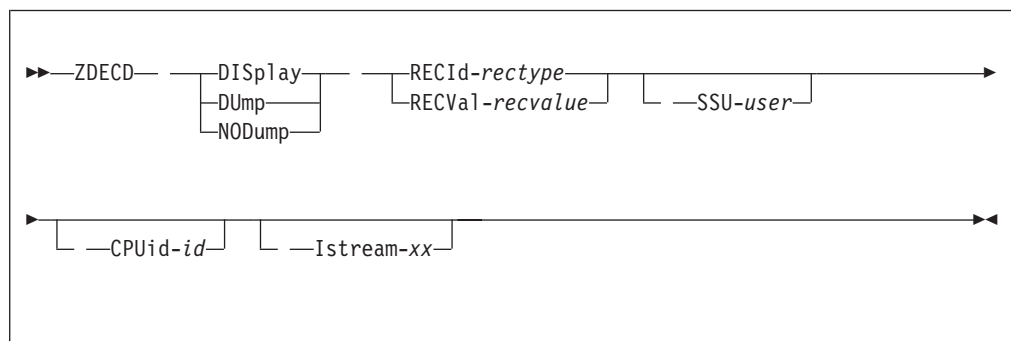 ZDECD DISplay RECId-rectype
DUmp RECVal-recvalue SSU-user
NODump
CPUid-id Istream-xx